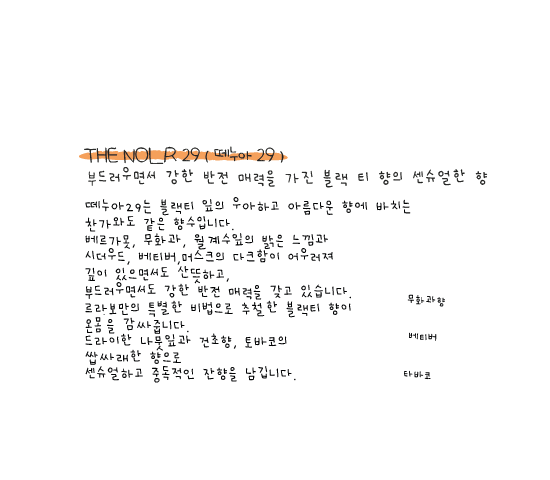 THE NOI_R 29 ( 떼누아 29 )
부드러우면서 강한 반전 매력을 가진 블랙 티 향의 센슈얼한 향
떼누아29는 블랙티 잎의 우아하고 아름다운 향에 바치는
찬가와도 같은 향수입니다.
베르가못, 무화과, 월계수잎의 밝은 느낌과
시더우드, 베티버,머스크의 다크함이 어우러져
깊이 있으면서도 산뜻하고,
부드러우면서도 강한 반전 매력을 갖고 있습니다.
무화과향
르라보만의 특별한 비법으로 추철한 블랙티 향이
온몸을 감싸줍니다.
드라이한 나뭇잎과 건초향, 토바코의
베티버
쌉싸래한 향으로
센슈얼하고 중독적인 잔향을 남깁니다.
타바코